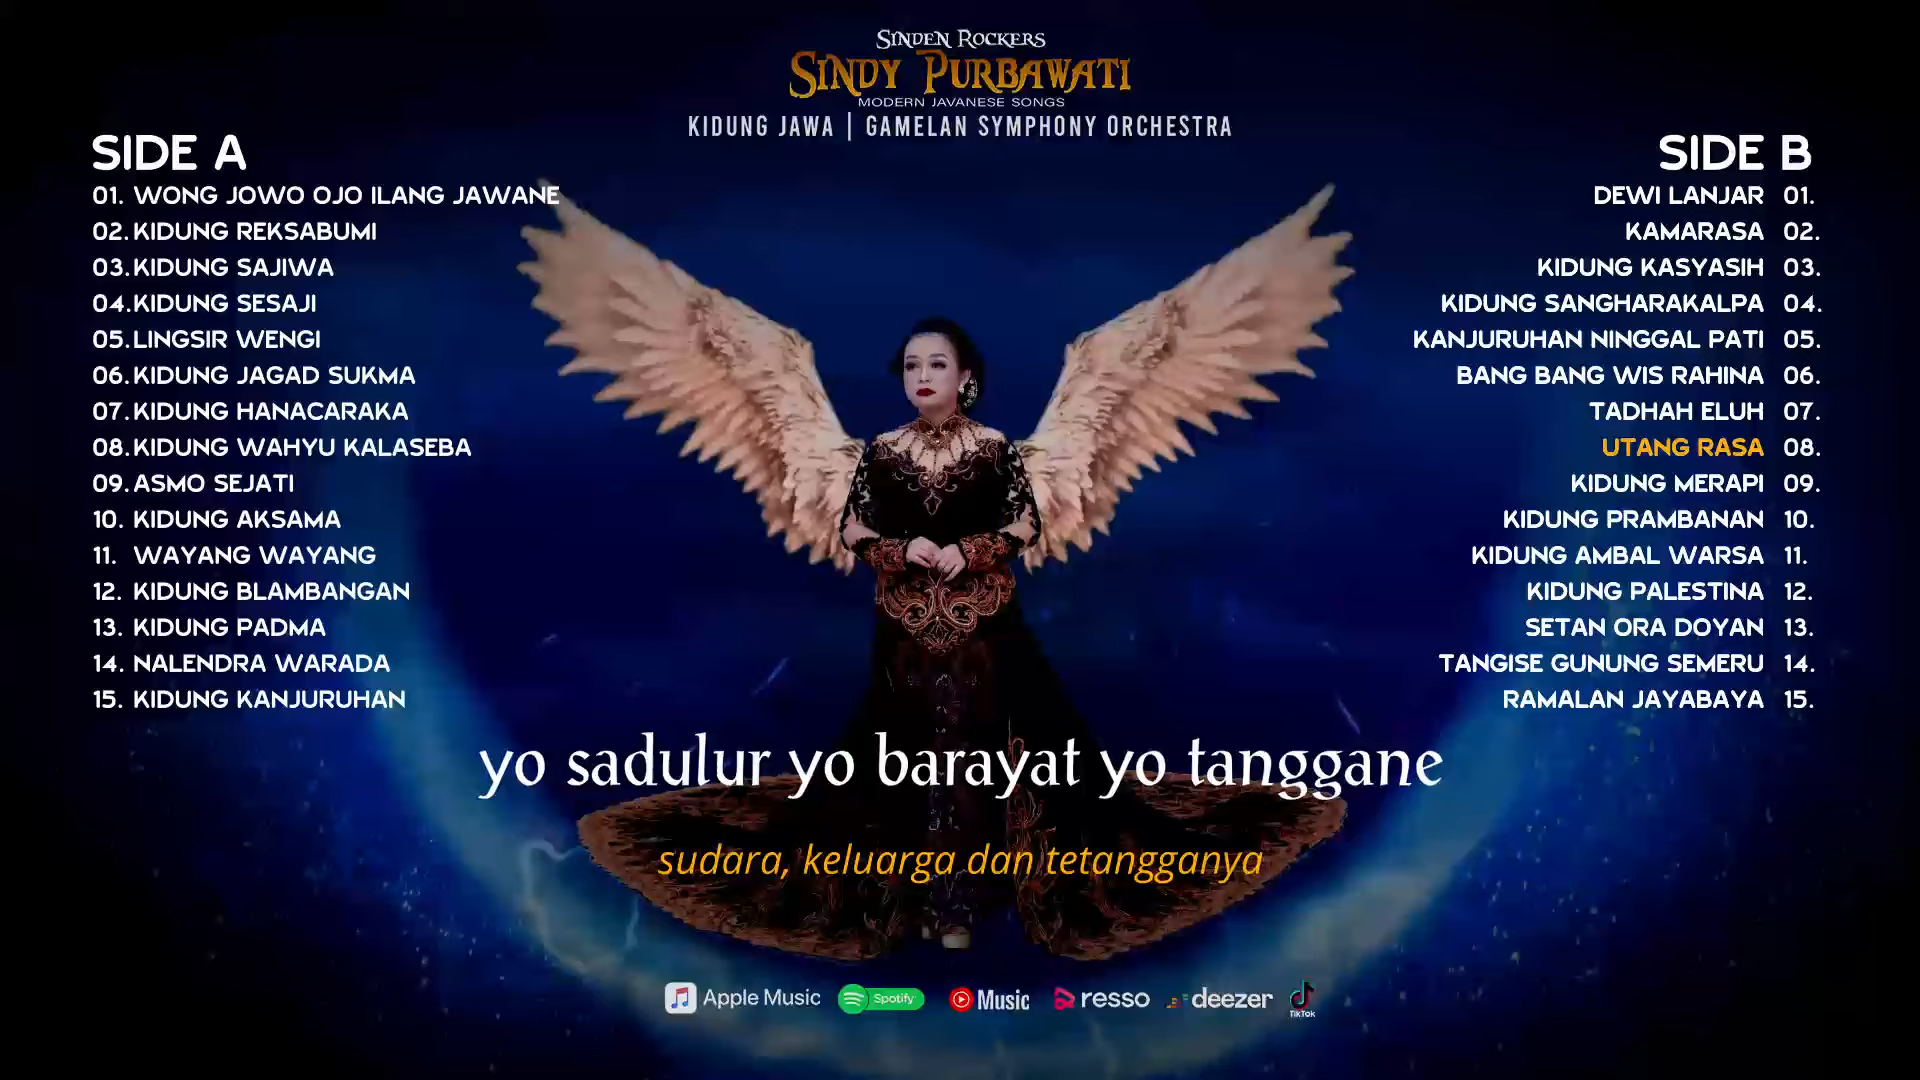 SINDEN ROCKERS
SINDY PURBAWATI
MODERN JAVANESE SONGS
KIDUNG JAWA | GAMELAN SYMPHONY ORCHESTRA
SIDE A
01. WONG JOWO OJO ILANG JAWANE
02. KIDUNG REKSABUMI
03. KIDUNG SAJIWA
04. KIDUNG SESAJI
05. LINGSIR WENGI
06. KIDUNG JAGAD SUKMA
07. KIDUNG HANACARAKA
08. KIDUNG WAHYU KALASEBA
09. ASMO SEJATI
10. KIDUNG AKSAMA
11. WAYANG WAYANG
12. KIDUNG BLAMBANGAN
13. KIDUNG PADMA
14. NALENDRA WARADA
15. KIDUNG KANJURUHAN
SIDE B
DEWI LANJAR 01.
KAMARASA 02.
KIDUNG KASYASIH 03.
KIDUNG SANGHARAKALPA 04.
KANJURUHAN NINGGAL PATI 05.
BANG BANG WIS RAHINA 06.
TADHAH ELUH 07.
UTANG RASA 08.
KIDUNG MERAPI 09.
KIDUNG PRAMBANAN 10.
KIDUNG AMBAL WARSA 11.
KIDUNG PALESTINA 12.
SETAN ORA DOYAN 13.
TANGISE GUNUNG SEMERU 14.
RAMALAN JAYABAYA 15.
yo sadulur yo barayat yo tanggane
sudara, keluarga dan tetangganya
Apple Music Spotify Music resso deezer TikTok